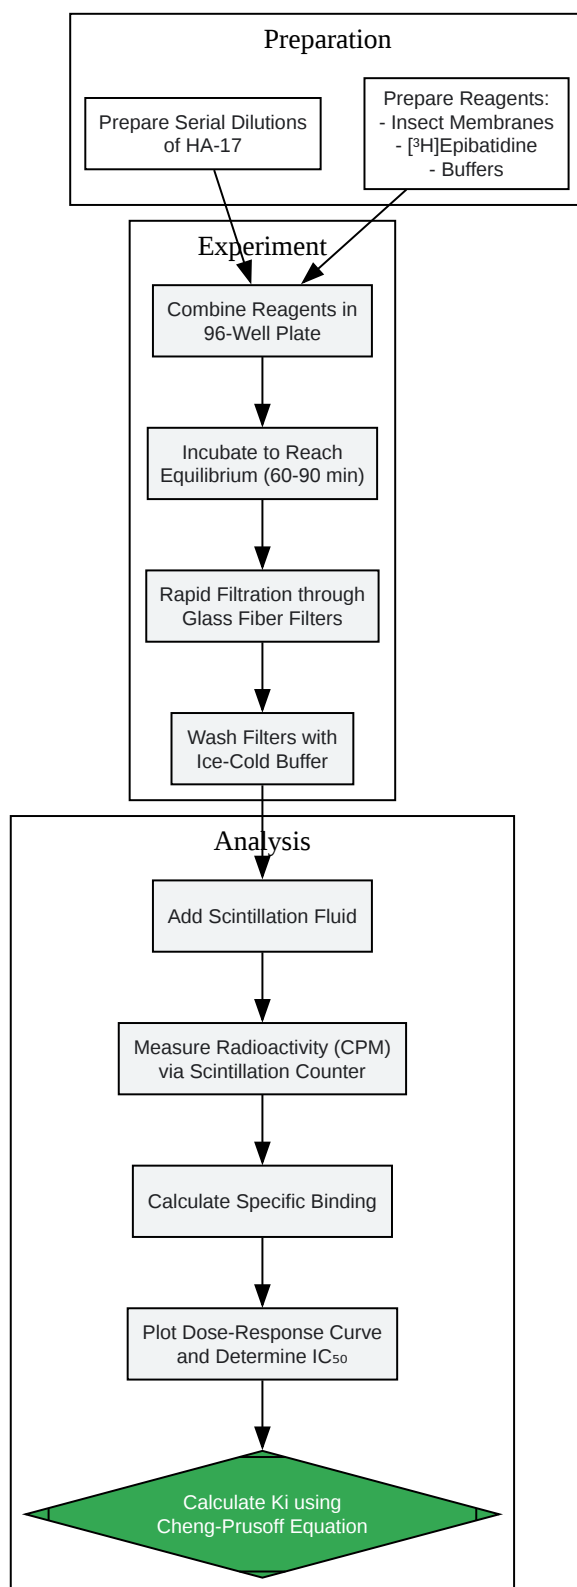 Preparation
Prepare Serial Dilutions
of HA-17
Prepare Reagents:
- Insect Membranes
- [³H]Epibatidine
- Buffers
Experiment
Combine Reagents in
96-Well Plate
Incubate to Reach
Equilibrium (60-90 min)
Rapid Filtration through
Glass Fiber Filters
Wash Filters with
Ice-Cold Buffer
Analysis
Add Scintillation Fluid
Measure Radioactivity (CPM)
via Scintillation Counter
Calculate Specific Binding
Plot Dose-Response Curve
and Determine IC₅₀
Calculate Ki using
Cheng-Prusoff Equation